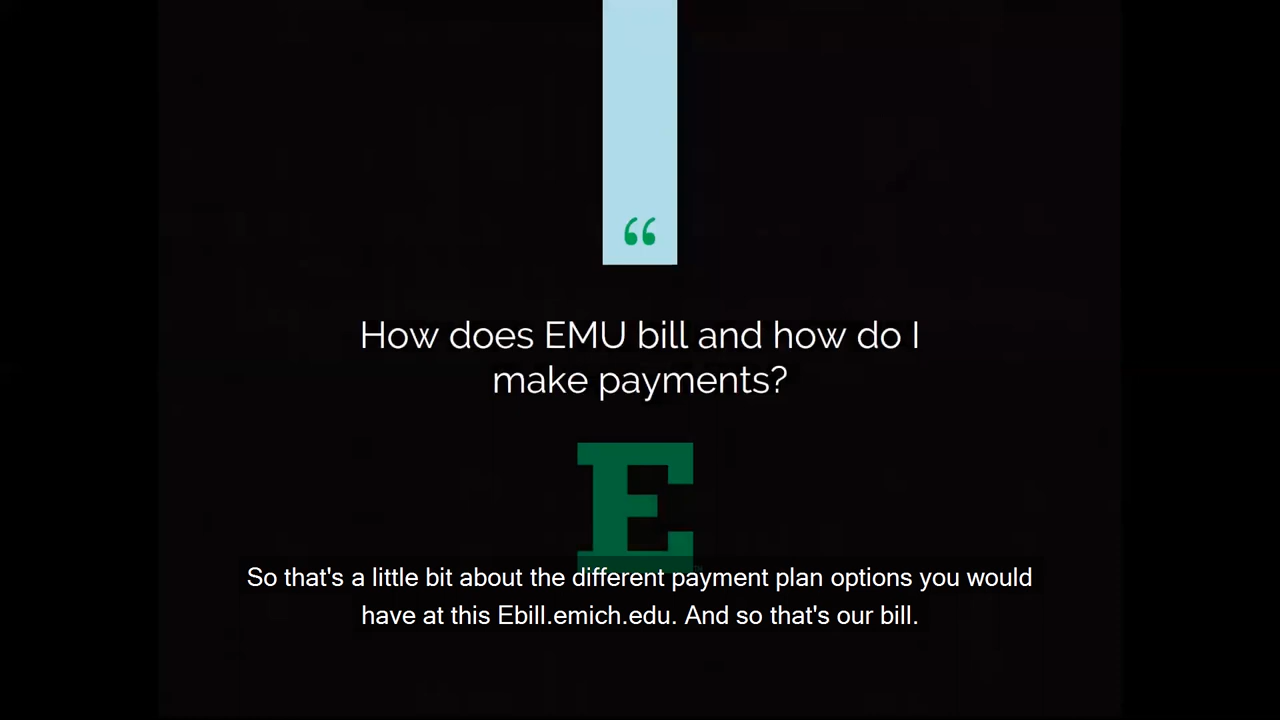 “
How does EMU bill and how do I
make payments?
E
So that's a little bit about the different payment plan options you would
have at this Ebill.emich.edu. And so that's our bill.